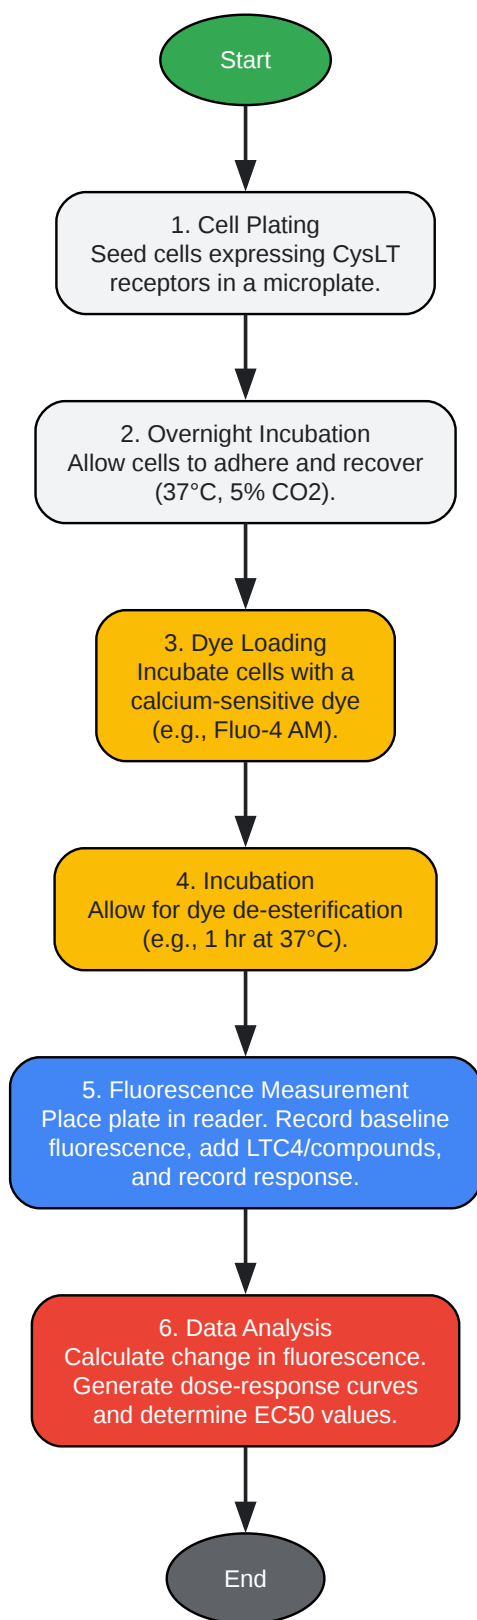 Start
1. Cell Plating
Seed cells expressing CysLT
receptors in a microplate.
2. Overnight Incubation
Allow cells to adhere and recover
(37°C, 5% CO2).
3. Dye Loading
Incubate cells with a
calcium-sensitive dye
(e.g., Fluo-4 AM).
4. Incubation
Allow for dye de-esterification
(e.g., 1 hr at 37°C).
5. Fluorescence Measurement
Place plate in reader. Record baseline
fluorescence, add LTC4/compounds,
and record response.
6. Data Analysis
Calculate change in fluorescence.
Generate dose-response curves
and determine EC50 values.
End